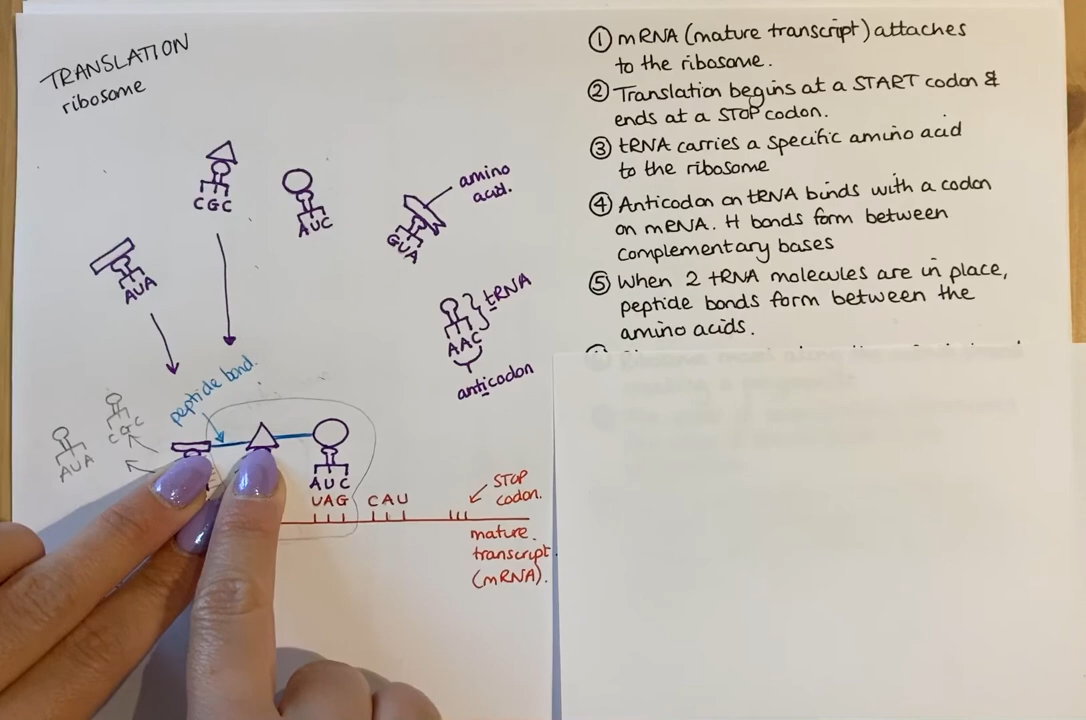 TRANSLATION
ribosome
CGC
AUC
amino
acid.
GUA
AUA
tRNA
AAC
anticodon
peptide bond.
CGC
AUA
AUC
UAG CAU
STOP
codon.
mature.
transcript.
(mRNA).
① mRNA (mature transcript) attaches
to the ribosome.
② Translation begins at a START codon &
ends at a STOP codon.
③ tRNA carries a specific amino acid
to the ribosome
④ Anticodon on tRNA binds with a codon
on mRNA. H bonds form between
complementary bases
⑤ When 2 tRNA molecules are in place,
peptide bonds form between the
amino acids.